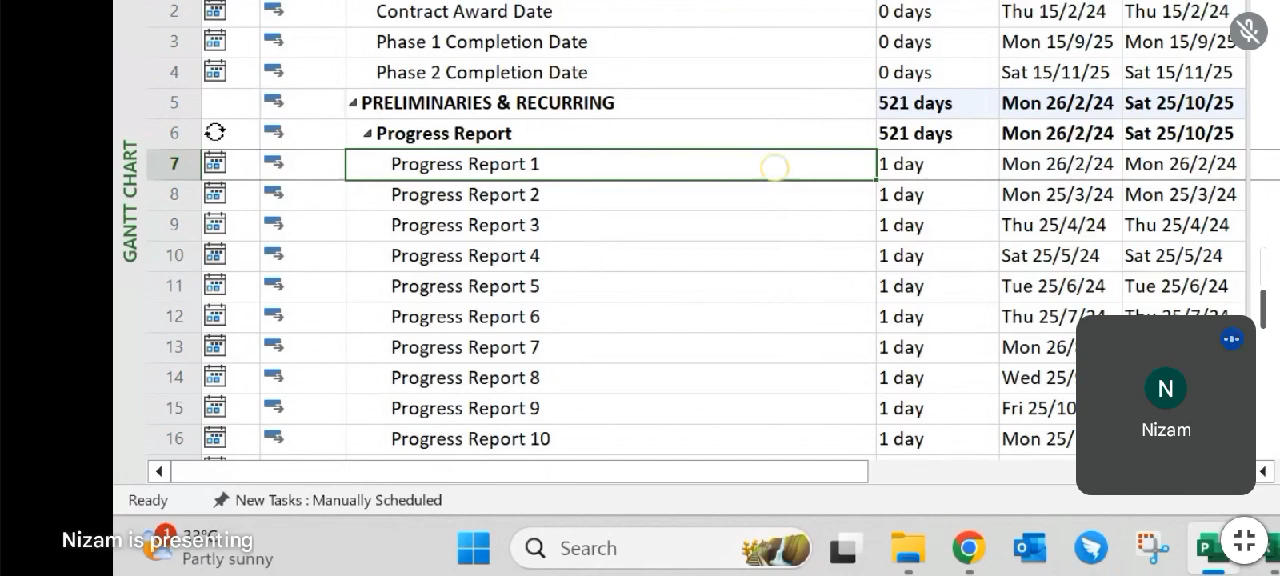 2 Contract Award Date 0 days Thu 15/2/24 Thu 15/2/24
3 Phase 1 Completion Date 0 days Mon 15/9/25 Mon 15/9/25
4 Phase 2 Completion Date 0 days Sat 15/11/25 Sat 15/11/25
5 PRELIMINARIES & RECURRING 521 days Mon 26/2/24 Sat 25/10/25
6 Progress Report 521 days Mon 26/2/24 Sat 25/10/25
GANTT CHART
7 Progress Report 1 1 day Mon 26/2/24 Mon 26/2/24
8 Progress Report 2 1 day Mon 25/3/24 Mon 25/3/24
9 Progress Report 3 1 day Thu 25/4/24 Thu 25/4/24
10 Progress Report 4 1 day Sat 25/5/24 Sat 25/5/24
11 Progress Report 5 1 day Tue 25/6/24 Tue 25/6/24
12 Progress Report 6 1 day Thu 25/7/24 Thu 25/7/24
13 Progress Report 7 1 day Mon 26/
14 Progress Report 8 1 day Wed 25/
15 Progress Report 9 1 day Fri 25/10
16 Progress Report 10 1 day Mon 25/
N
Nizam
Ready New Tasks : Manually Scheduled
Nizam is presenting
1
Partly sunny
Search